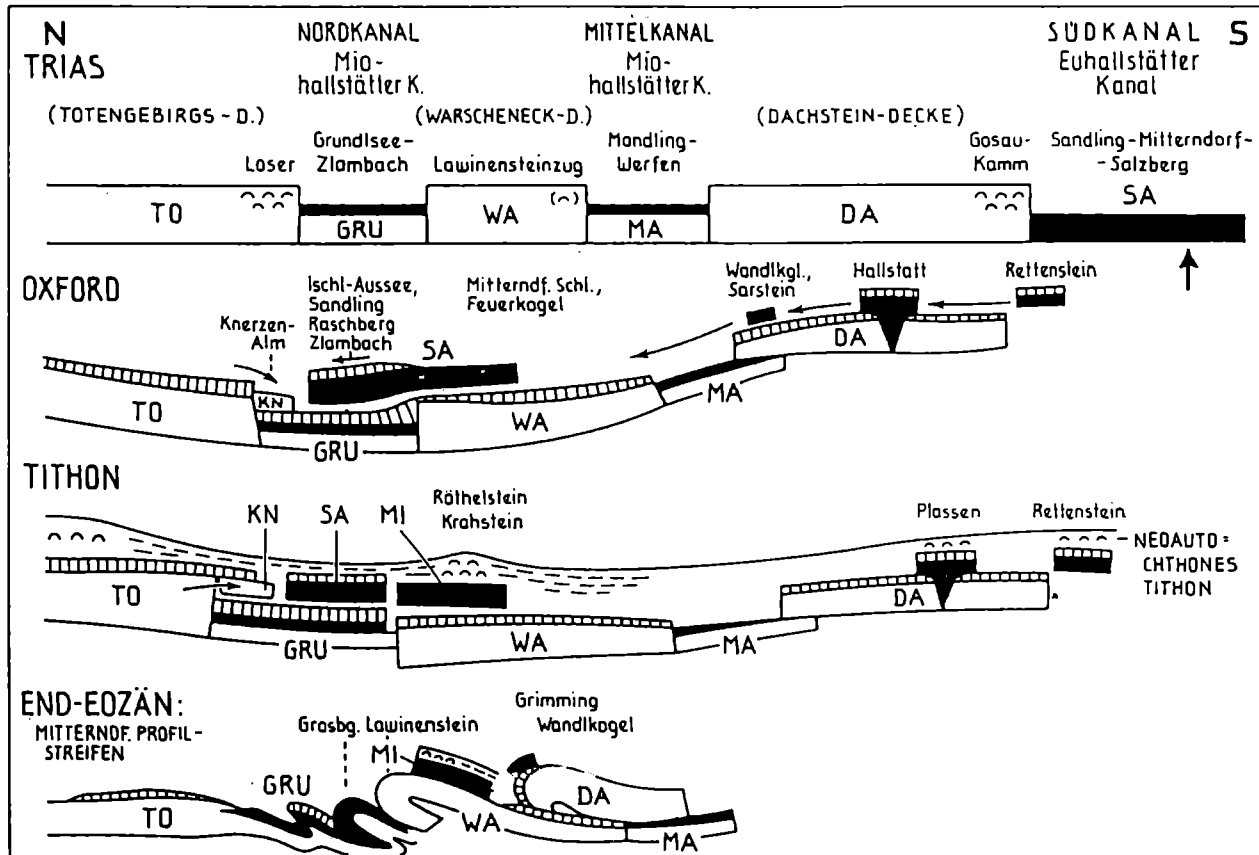 N
TRIAS
NORDKANAL
Mio-
hallstätter K.
MITTELKANAL
Mio-
hallstätter K.
SÜDKANAL S
Euhallstätter
Kanal
(TOTENGEBIRGS-D.)
(WARSCHENECK-D.)
(DACHSTEIN-DECKE)
Loser
Grundlsee-
Zlambach
Lawinensteinzug
Mandling-
Werfen
Gosau-
Kamm
Sandling-Mitterndorf-
-Salzberg
TO
GRU
WA
MA
DA
SA
OXFORD
Knerzen-
Alm
Ischl-Aussee,
Sandling
Raschberg
Zlambach
Mitterndf. Schl.,
Feuerkogel
Wandlkgl.,
Sarstein
Hallstatt
Rettenstein
SA
TO
KN
GRU
WA
MA
DA
TITHON
KN
SA
MI
Röthelstein
Krahstein
Plassen
Rettenstein
NEOAUTO=
CHTHONES
TITHON
TO
GRU
WA
MA
DA
END-EOZÄN:
MITTERNDF. PROFIL-
STREIFEN
Grasbg.
Lawinenstein
Grimming
Wandlkogel
TO
GRU
MI
WA
DA
MA